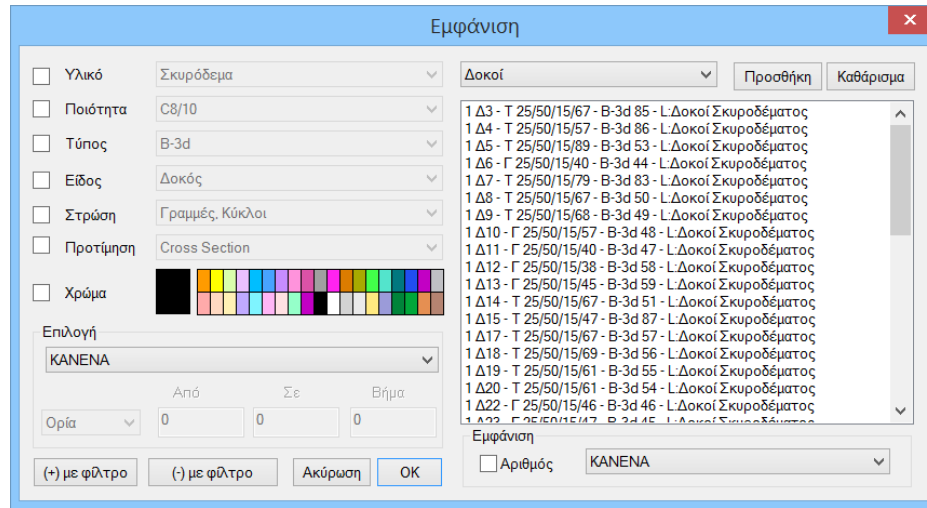 Εμφάνιση
Υλικό Σκυρόδεμα
Ποιότητα C8/10
Τύπος B-3d
Είδος Δοκός
Στρώση Γραμμές, Κύκλοι
Προτίμηση Cross Section
Χρώμα
Επιλογή
ΚΑΝΕΝΑ
Από Σε Βήμα
Ορία 0 0 0
(+) με φίλτρο (-) με φίλτρο Ακύρωση OK
Δοκοί Προσθήκη Καθάρισμα
1 Δ3 - Τ 25/50/15/67 - B-3d 85 - L:Δοκοί Σκυροδέματος
1 Δ4 - Τ 25/50/15/57 - B-3d 86 - L:Δοκοί Σκυροδέματος
1 Δ5 - Τ 25/50/15/89 - B-3d 53 - L:Δοκοί Σκυροδέματος
1 Δ6 - Γ 25/50/15/40 - B-3d 44 - L:Δοκοί Σκυροδέματος
1 Δ7 - Τ 25/50/15/79 - B-3d 83 - L:Δοκοί Σκυροδέματος
1 Δ8 - Τ 25/50/15/67 - B-3d 50 - L:Δοκοί Σκυροδέματος
1 Δ9 - Τ 25/50/15/68 - B-3d 49 - L:Δοκοί Σκυροδέματος
1 Δ10 - Γ 25/50/15/57 - B-3d 48 - L:Δοκοί Σκυροδέματος
1 Δ11 - Γ 25/50/15/40 - B-3d 47 - L:Δοκοί Σκυροδέματος
1 Δ12 - Γ 25/50/15/38 - B-3d 58 - L:Δοκοί Σκυροδέματος
1 Δ13 - Γ 25/50/15/45 - B-3d 59 - L:Δοκοί Σκυροδέματος
1 Δ14 - Τ 25/50/15/67 - B-3d 51 - L:Δοκοί Σκυροδέματος
1 Δ15 - Τ 25/50/15/47 - B-3d 87 - L:Δοκοί Σκυροδέματος
1 Δ17 - Τ 25/50/15/67 - B-3d 57 - L:Δοκοί Σκυροδέματος
1 Δ18 - Τ 25/50/15/69 - B-3d 56 - L:Δοκοί Σκυροδέματος
1 Δ19 - Τ 25/50/15/61 - B-3d 55 - L:Δοκοί Σκυροδέματος
1 Δ20 - Τ 25/50/15/61 - B-3d 54 - L:Δοκοί Σκυροδέματος
1 Δ22 - Γ 25/50/15/46 - B-3d 46 - L:Δοκοί Σκυροδέματος
1 Δ23 - Γ 25/50/15/47 - B-3d 45 - L:Δοκοί Σκυροδέματος
Εμφάνιση
Αριθμός ΚΑΝΕΝΑ